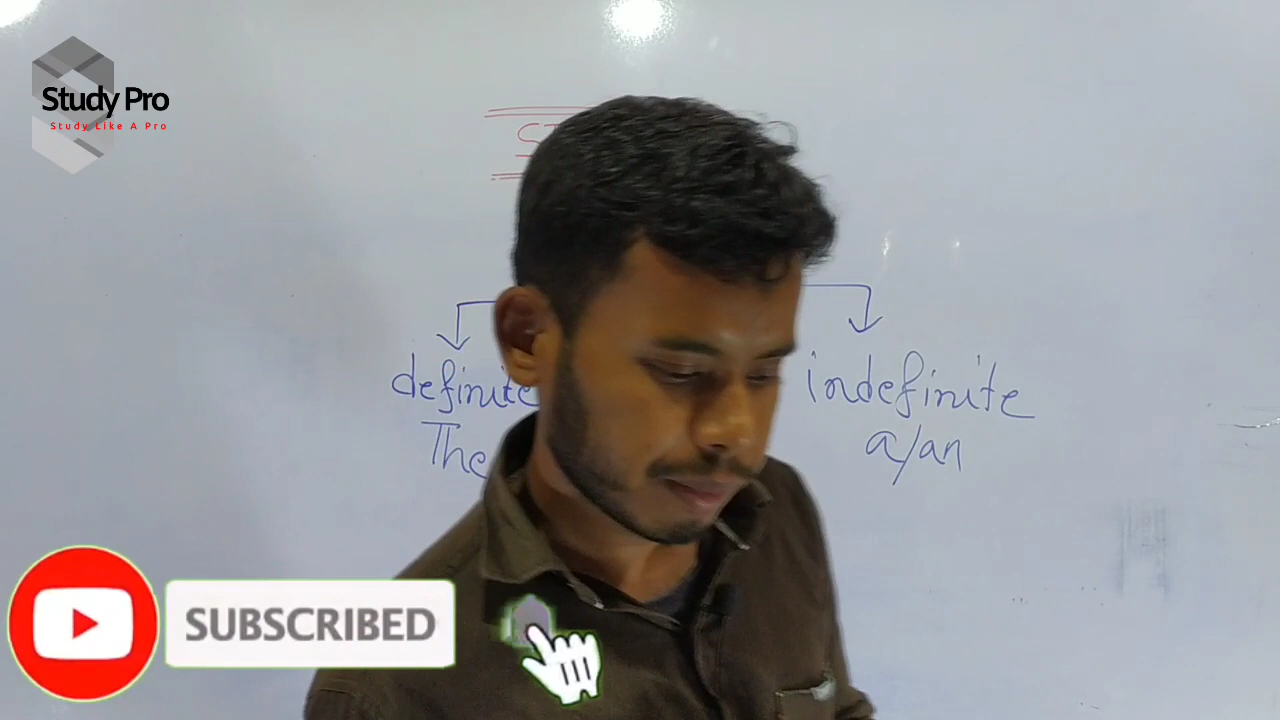 Study Pro
Study Like A Pro
definite
indefinite
The
a/an
SUBSCRIBED